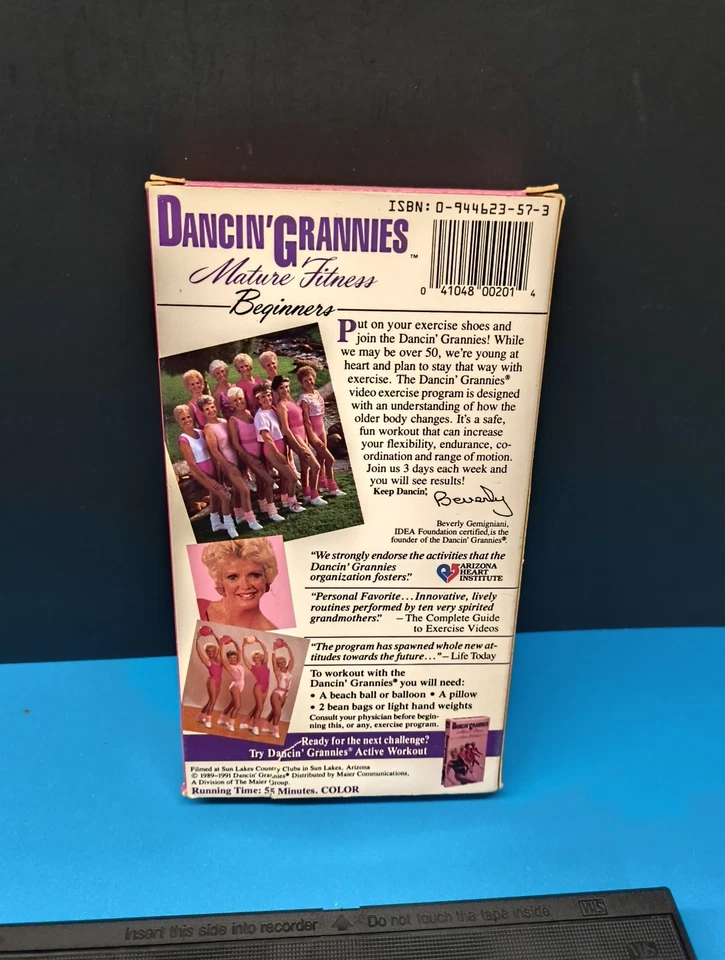 ISBN: 0-944623-57-3
DANCIN' GRANNIES™
Mature Fitness
Beginners
0 41048 00201 4
Put on your exercise shoes and
join the Dancin' Grannies! While
we may be over 50, we're young at
heart and plan to stay that way with
exercise. The Dancin' Grannies®
video exercise program is designed
with an understanding of how the
older body changes. It's a safe,
fun workout that can increase
your flexibility, endurance, co-
ordination and range of motion.
Join us 3 days each week and
you will see results!
Keep Dancin', Beverly
Beverly Gemigniani,
IDEA Foundation certified, is the
founder of the Dancin' Grannies®.
"We strongly endorse the activities that the
Dancin' Grannies
organization fosters."
ARIZONA
HEART
INSTITUTE
"Personal Favorite...Innovative, lively
routines performed by ten very spirited
grandmothers." – The Complete Guide
to Exercise Videos
"The program has spawned whole new at-
titudes towards the future..." – Life Today
To workout with the
Dancin' Grannies® you will need:
• A beach ball or balloon • A pillow
• 2 bean bags or light hand weights
Consult your physician before begin-
ning this, or any, exercise program.
DANCIN' GRANNIES
Ready for the next challenge?
Try Dancin' Grannies® Active Workout
Filmed at Sun Lakes Country Clubs in Sun Lakes, Arizona
© 1989-1991 Dancin' Grannies® Distributed by Maier Communications,
A Division of The Maier Group.
Running Time: 55 Minutes. COLOR
Insert this side into recorder Do not touch the tape inside VHS
VHS